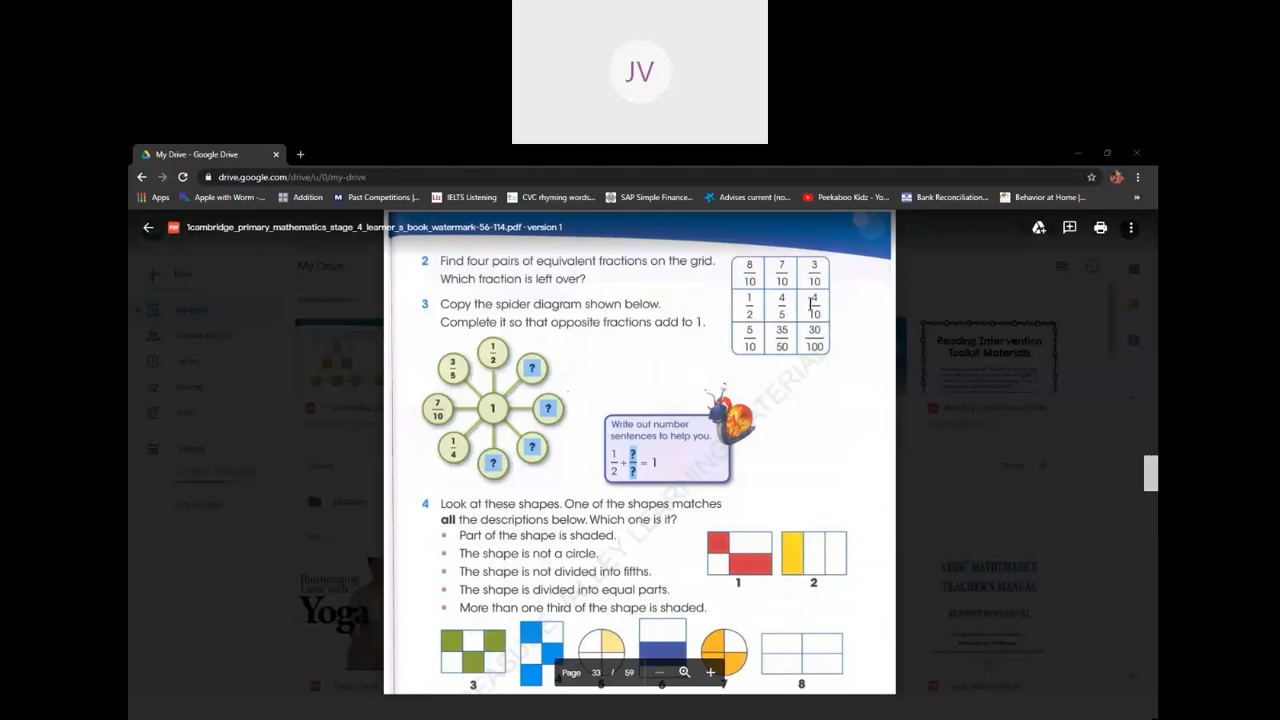 JV
My Drive - Google Drive
drive.google.com/drive/u/0/my-drive
Apps Apple with Worm -... Addition Past Competitions |... IELTS Listening CVC rhyming words... SAP Simple Finance... Advises current (no... Peekaboo Kidz - Yo... Bank Reconciliation... Behavior at Home |... »
1cambridge_primary_mathematics_stage_4_learner_s_book_watermark-56-114.pdf - version 1
My Drive
2 Find four pairs of equivalent fractions on the grid.
Which fraction is left over?
8/10 7/10 3/10
1/2 4/5 4/10
5/10 35/50 30/100
3 Copy the spider diagram shown below.
Complete it so that opposite fractions add to 1.
1/2
3/5 ?
7/10 1 ?
1/4 ?
?
Write out number
sentences to help you.
1/2 + ?/? = 1
4 Look at these shapes. One of the shapes matches
all the descriptions below. Which one is it?
• Part of the shape is shaded.
• The shape is not a circle.
• The shape is not divided into fifths.
• The shape is divided into equal parts.
• More than one third of the shape is shaded.
1 2
3 8
Page 33 / 59
Reading Intervention
Toolkit Materials
Illuminating
Lives with
Yoga
VEDIC MATHEMATICS
TEACHER'S MANUAL